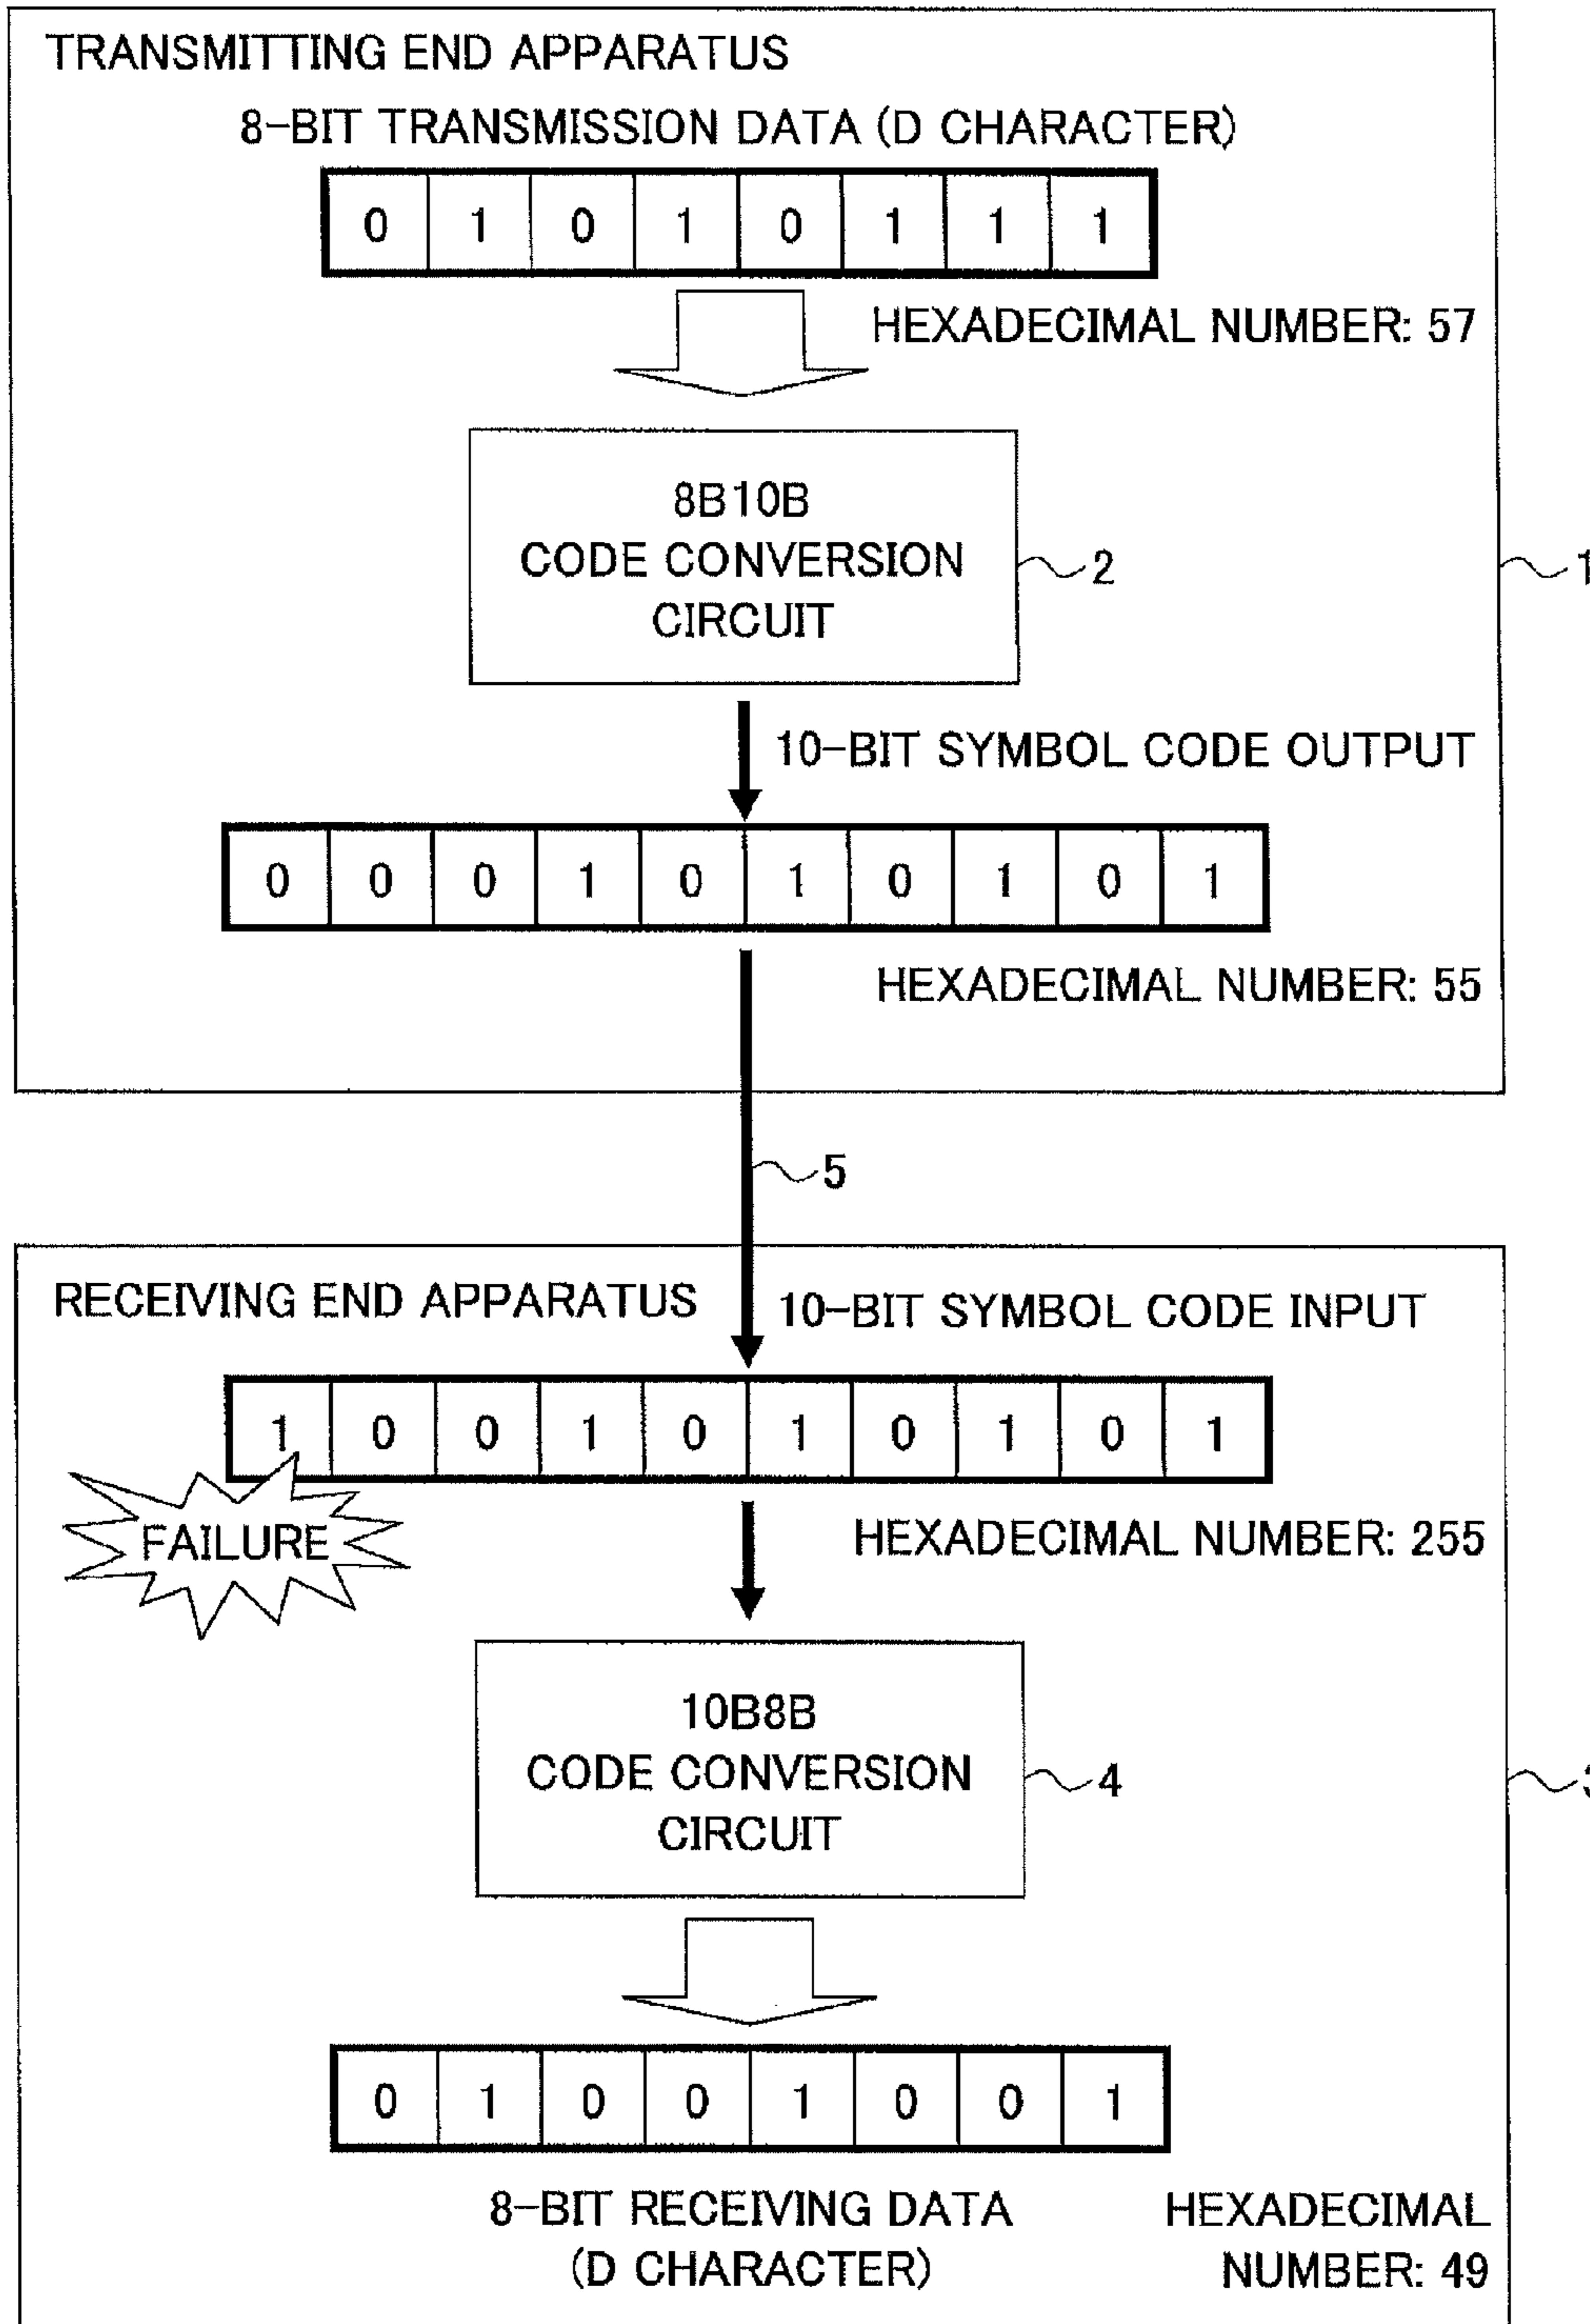 TRANSMITTING END APPARATUS
8-BIT TRANSMISSION DATA (D CHARACTER)
0 1 0 1 0 1 1 1
HEXADECIMAL NUMBER: 57
8B10B
CODE CONVERSION
CIRCUIT
2
1
10-BIT SYMBOL CODE OUTPUT
0 0 0 1 0 1 0 1 0 1
HEXADECIMAL NUMBER: 55
5
RECEIVING END APPARATUS
10-BIT SYMBOL CODE INPUT
1 0 0 1 0 1 0 1 0 1
FAILURE
HEXADECIMAL NUMBER: 255
10B8B
CODE CONVERSION
CIRCUIT
4
3
0 1 0 0 1 0 0 1
8-BIT RECEIVING DATA
(D CHARACTER)
HEXADECIMAL
NUMBER: 49